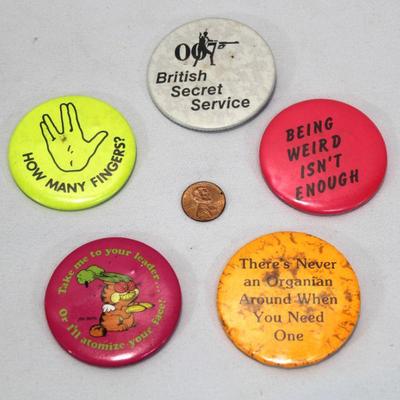 007
British
Secret
Service
HOW MANY FINGERS?
BEING
WEIRD
ISN'T
ENOUGH
Take me to your leader...
Or I'll atomize your face!
There's Never
an Organian
Around When
You Need
One